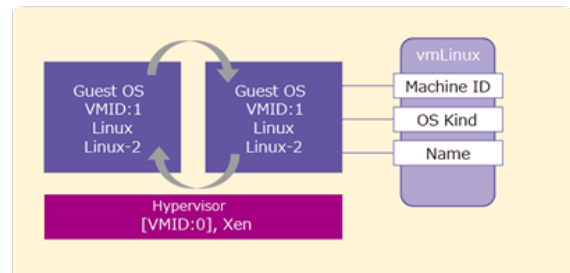 Guest OS
VMID:1
Linux
Linux-2
Guest OS
VMID:1
Linux
Linux-2
vmLinux
Machine ID
OS Kind
Name
Hypervisor
[VMID:0], Xen